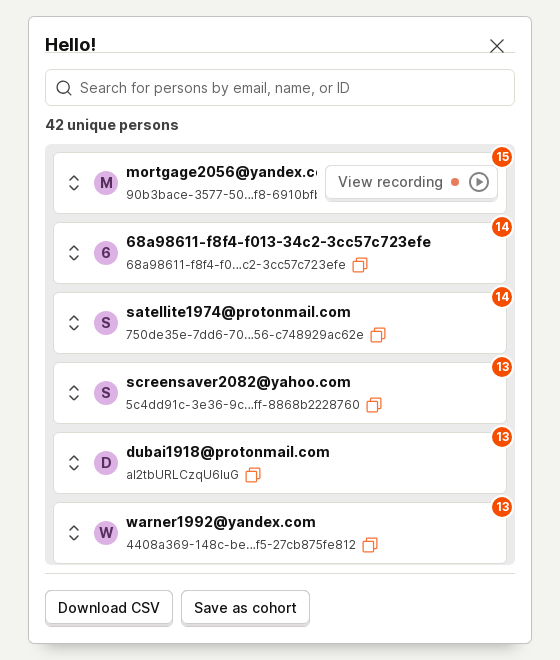 Hello!
Search for persons by email, name, or ID
42 unique persons
15
M mortgage2056@yandex.c
90b3bace-3577-50...f8-6910bf
View recording
14
6 68a98611-f8f4-f013-34c2-3cc57c723efe
68a98611-f8f4-f0...c2-3cc57c723efe
14
S satellite1974@protonmail.com
750de35e-7dd6-70...56-c748929ac62e
13
S screensaver2082@yahoo.com
5c4dd91c-3e36-9c...ff-8868b2228760
13
D dubai1918@protonmail.com
13
W warner1992@yandex.com
4408a369-148c-be...f5-27cb875fe812
Download CSV
Save as cohort